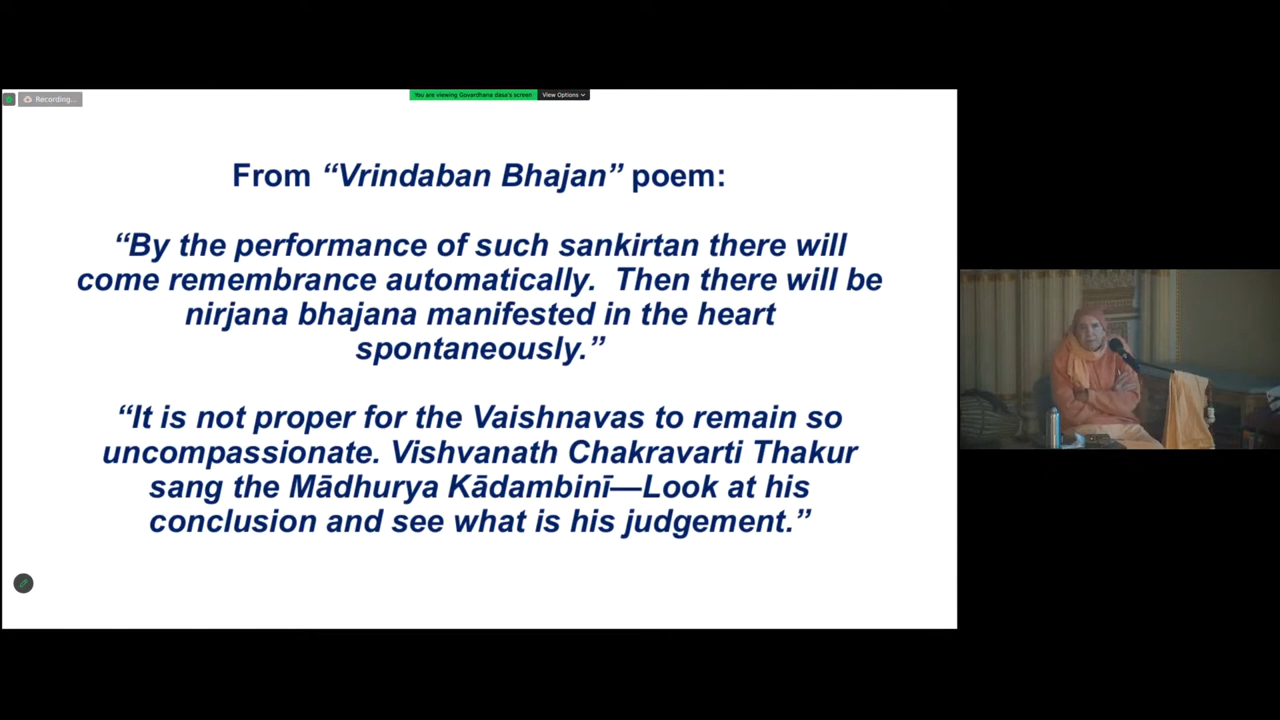 Recording...
You are viewing Govardhana dasa's screen
View Options
From “Vrindaban Bhajan” poem:
“By the performance of such sankirtan there will
come remembrance automatically.  Then there will be
nirjana bhajana manifested in the heart
spontaneously.”
“It is not proper for the Vaishnavas to remain so
uncompassionate. Vishvanath Chakravarti Thakur
sang the Mādhurya Kādambinī—Look at his
conclusion and see what is his judgement.”